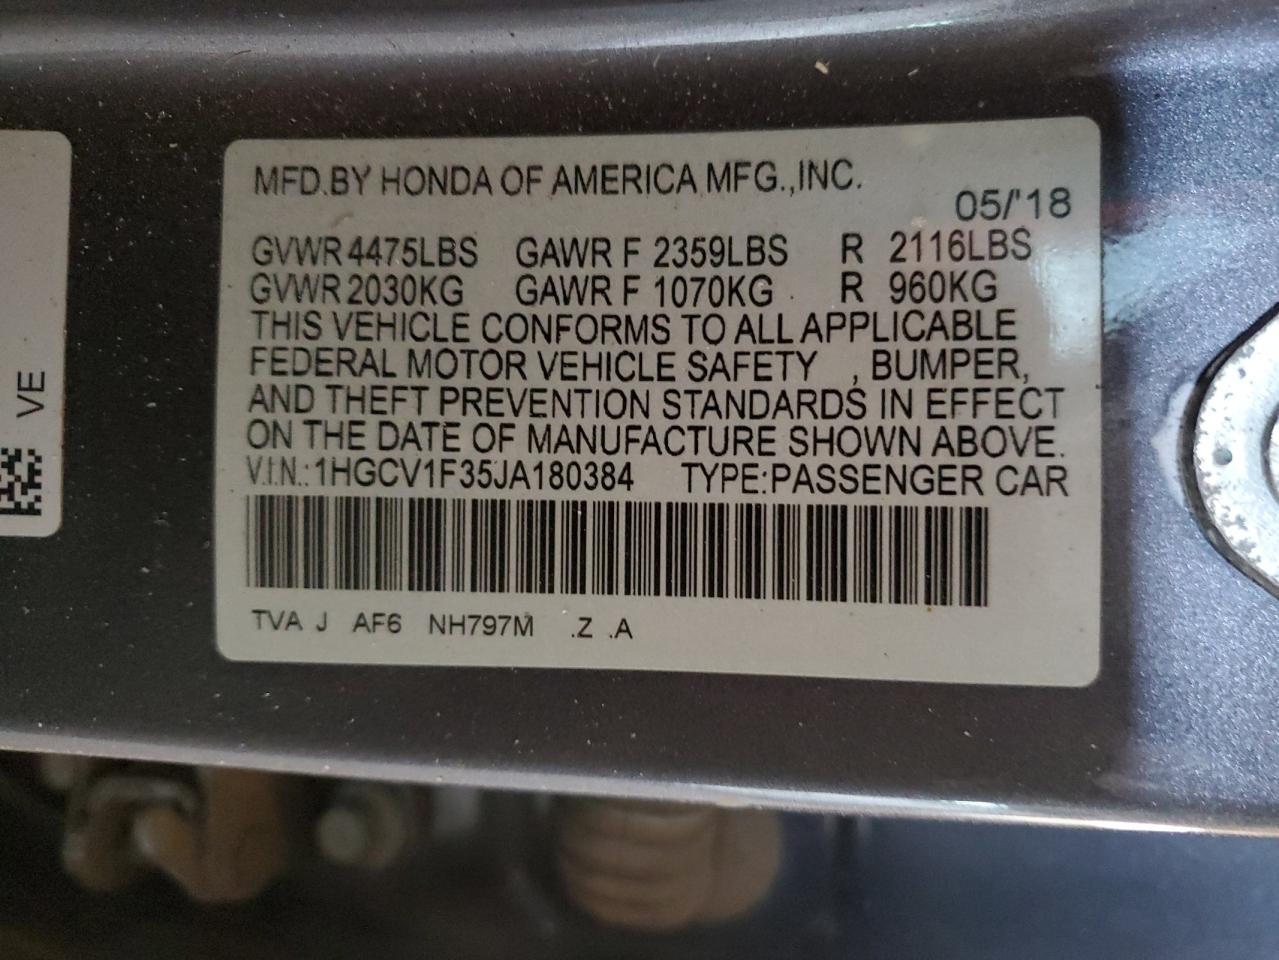 MFD.BY HONDA OF AMERICA MFG.,INC.
05/'18
GVWR 4475LBS GAWR F 2359LBS R 2116LBS
GVWR 2030KG GAWR F 1070KG R 960KG
THIS VEHICLE CONFORMS TO ALL APPLICABLE
FEDERAL MOTOR VEHICLE SAFETY , BUMPER,
AND THEFT PREVENTION STANDARDS IN EFFECT
ON THE DATE OF MANUFACTURE SHOWN ABOVE.
V.I.N.:1HGCV1F35JA180384 TYPE:PASSENGER CAR
TVA J AF6 NH797M .Z .A
VE